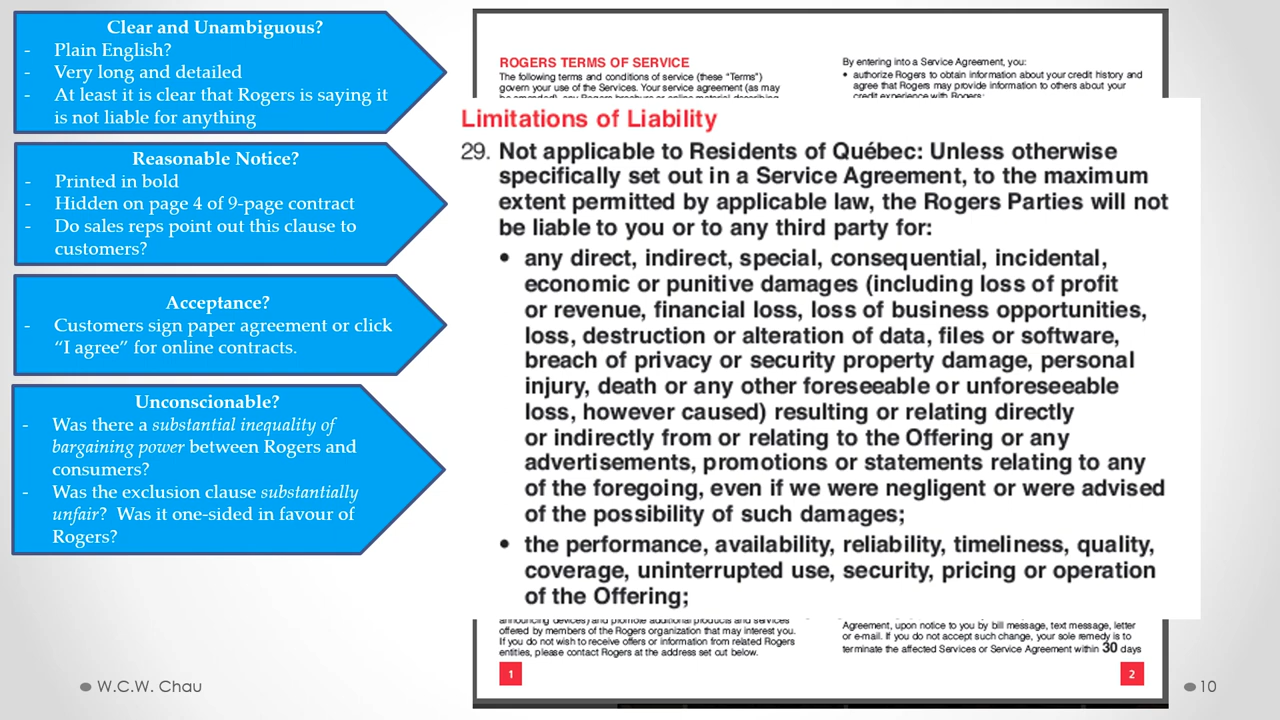 Clear and Unambiguous?
- Plain English?
- Very long and detailed
- At least it is clear that Rogers is saying it
is not liable for anything
Reasonable Notice?
- Printed in bold
- Hidden on page 4 of 9-page contract
- Do sales reps point out this clause to
customers?
Acceptance?
- Customers sign paper agreement or click
“I agree” for online contracts.
Unconscionable?
- Was there a substantial inequality of
bargaining power between Rogers and
consumers?
- Was the exclusion clause substantially
unfair? Was it one-sided in favour of
Rogers?
ROGERS TERMS OF SERVICE
The following terms and conditions of service (these “Terms”)
govern your use of the Services. Your service agreement (as may
By entering into a Service Agreement, you:
• authorize Rogers to obtain information about your credit history and
agree that Rogers may provide information to others about your
credit experience with Rogers;
Limitations of Liability
29. Not applicable to Residents of Québec: Unless otherwise
specifically set out in a Service Agreement, to the maximum
extent permitted by applicable law, the Rogers Parties will not
be liable to you or to any third party for:
• any direct, indirect, special, consequential, incidental,
economic or punitive damages (including loss of profit
or revenue, financial loss, loss of business opportunities,
loss, destruction or alteration of data, files or software,
breach of privacy or security property damage, personal
injury, death or any other foreseeable or unforeseeable
loss, however caused) resulting or relating directly
or indirectly from or relating to the Offering or any
advertisements, promotions or statements relating to any
of the foregoing, even if we were negligent or were advised
of the possibility of such damages;
• the performance, availability, reliability, timeliness, quality,
coverage, uninterrupted use, security, pricing or operation
of the Offering;
announcing devices) and promote additional products and services
offered by members of the Rogers organization that may interest you.
If you do not wish to receive offers or information from related Rogers
entities, please contact Rogers at the address set out below.
Agreement, upon notice to you by bill message, text message, letter
or e-mail. If you do not accept such change, your sole remedy is to
terminate the affected Services or Service Agreement within 30 days
1
2
W.C.W. Chau
10